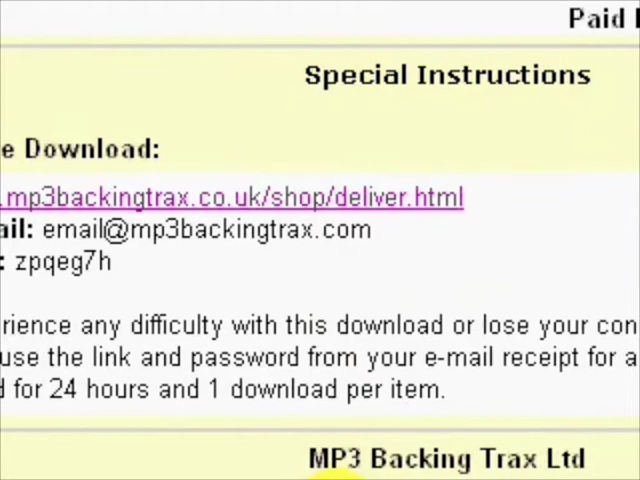 Paid
Special Instructions
e Download:
.mp3backingtrax.co.uk/shop/deliver.html
ail: email@mp3backingtrax.com
: zpqeg7h
rience any difficulty with this download or lose your con
use the link and password from your e-mail receipt for a
d for 24 hours and 1 download per item.
MP3 Backing Trax Ltd